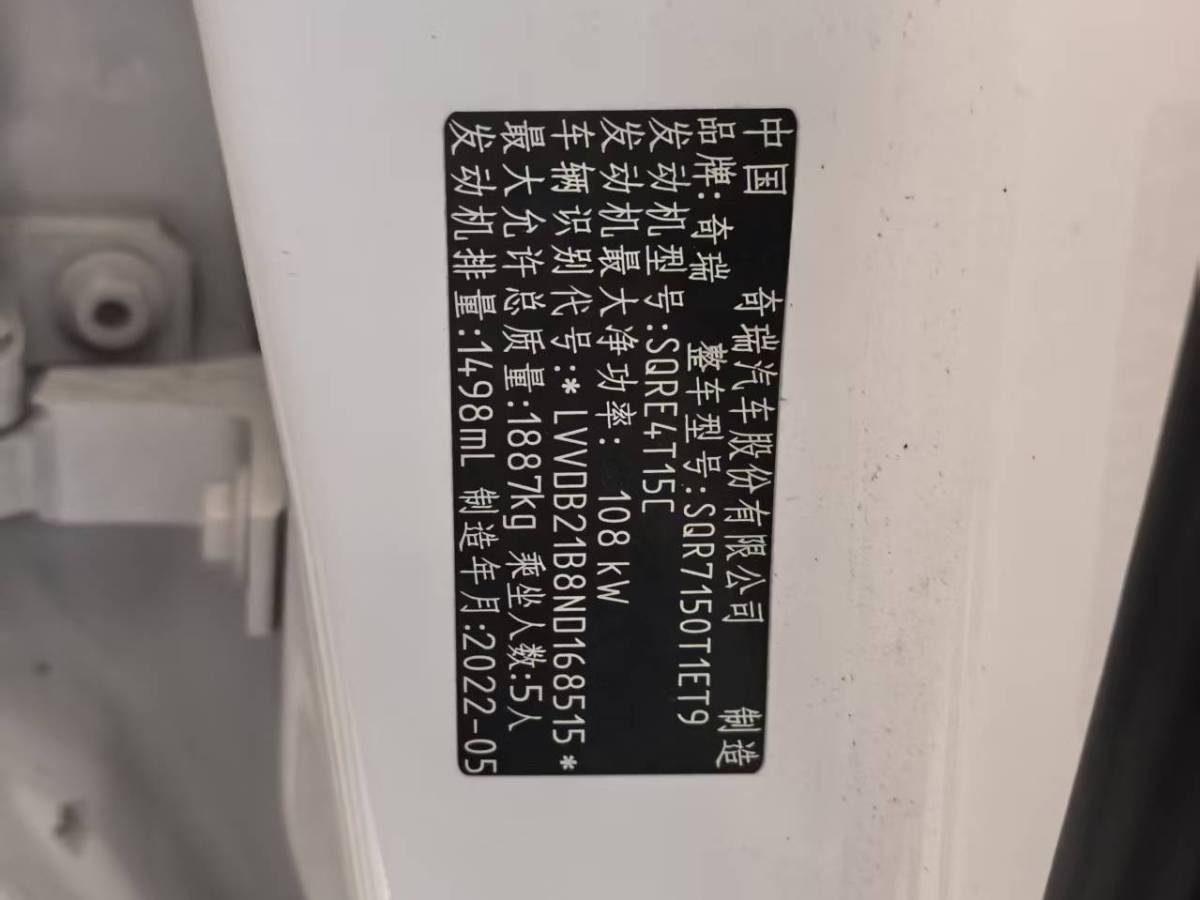 中国 奇瑞汽车股份有限公司 制造
品牌:奇瑞 整车型号:SQR7150T1ET9
发动机型号:SQRE4T15C
发动机最大净功率: 108 kW
车辆识别代号:* LVVDB21B8ND168515 *
最大允许总质量:1887kg 乘坐人数:5人
发动机排量:1498mL 制造年月:2022-05